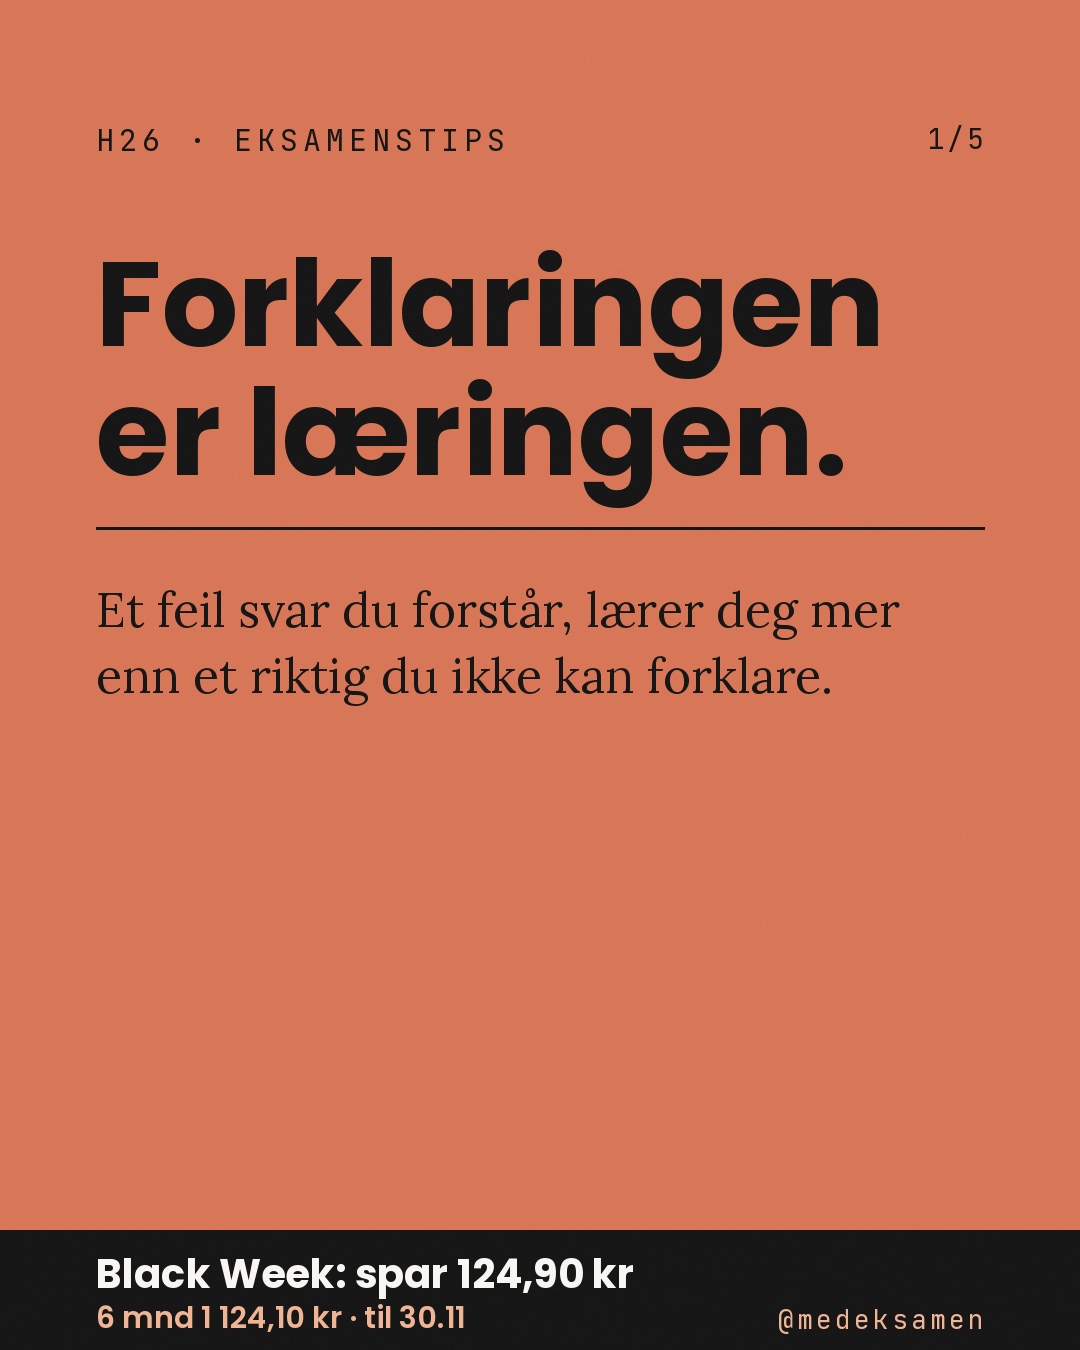 H26 · EKSAMENSTIPS
1/5
Forklaringen
er læringen.
Et feil svar du forstår, lærer deg mer
enn et riktig du ikke kan forklare.
Black Week: spar 124,90 kr
6 mnd 1 124,10 kr · til 30.11
@medeksamen